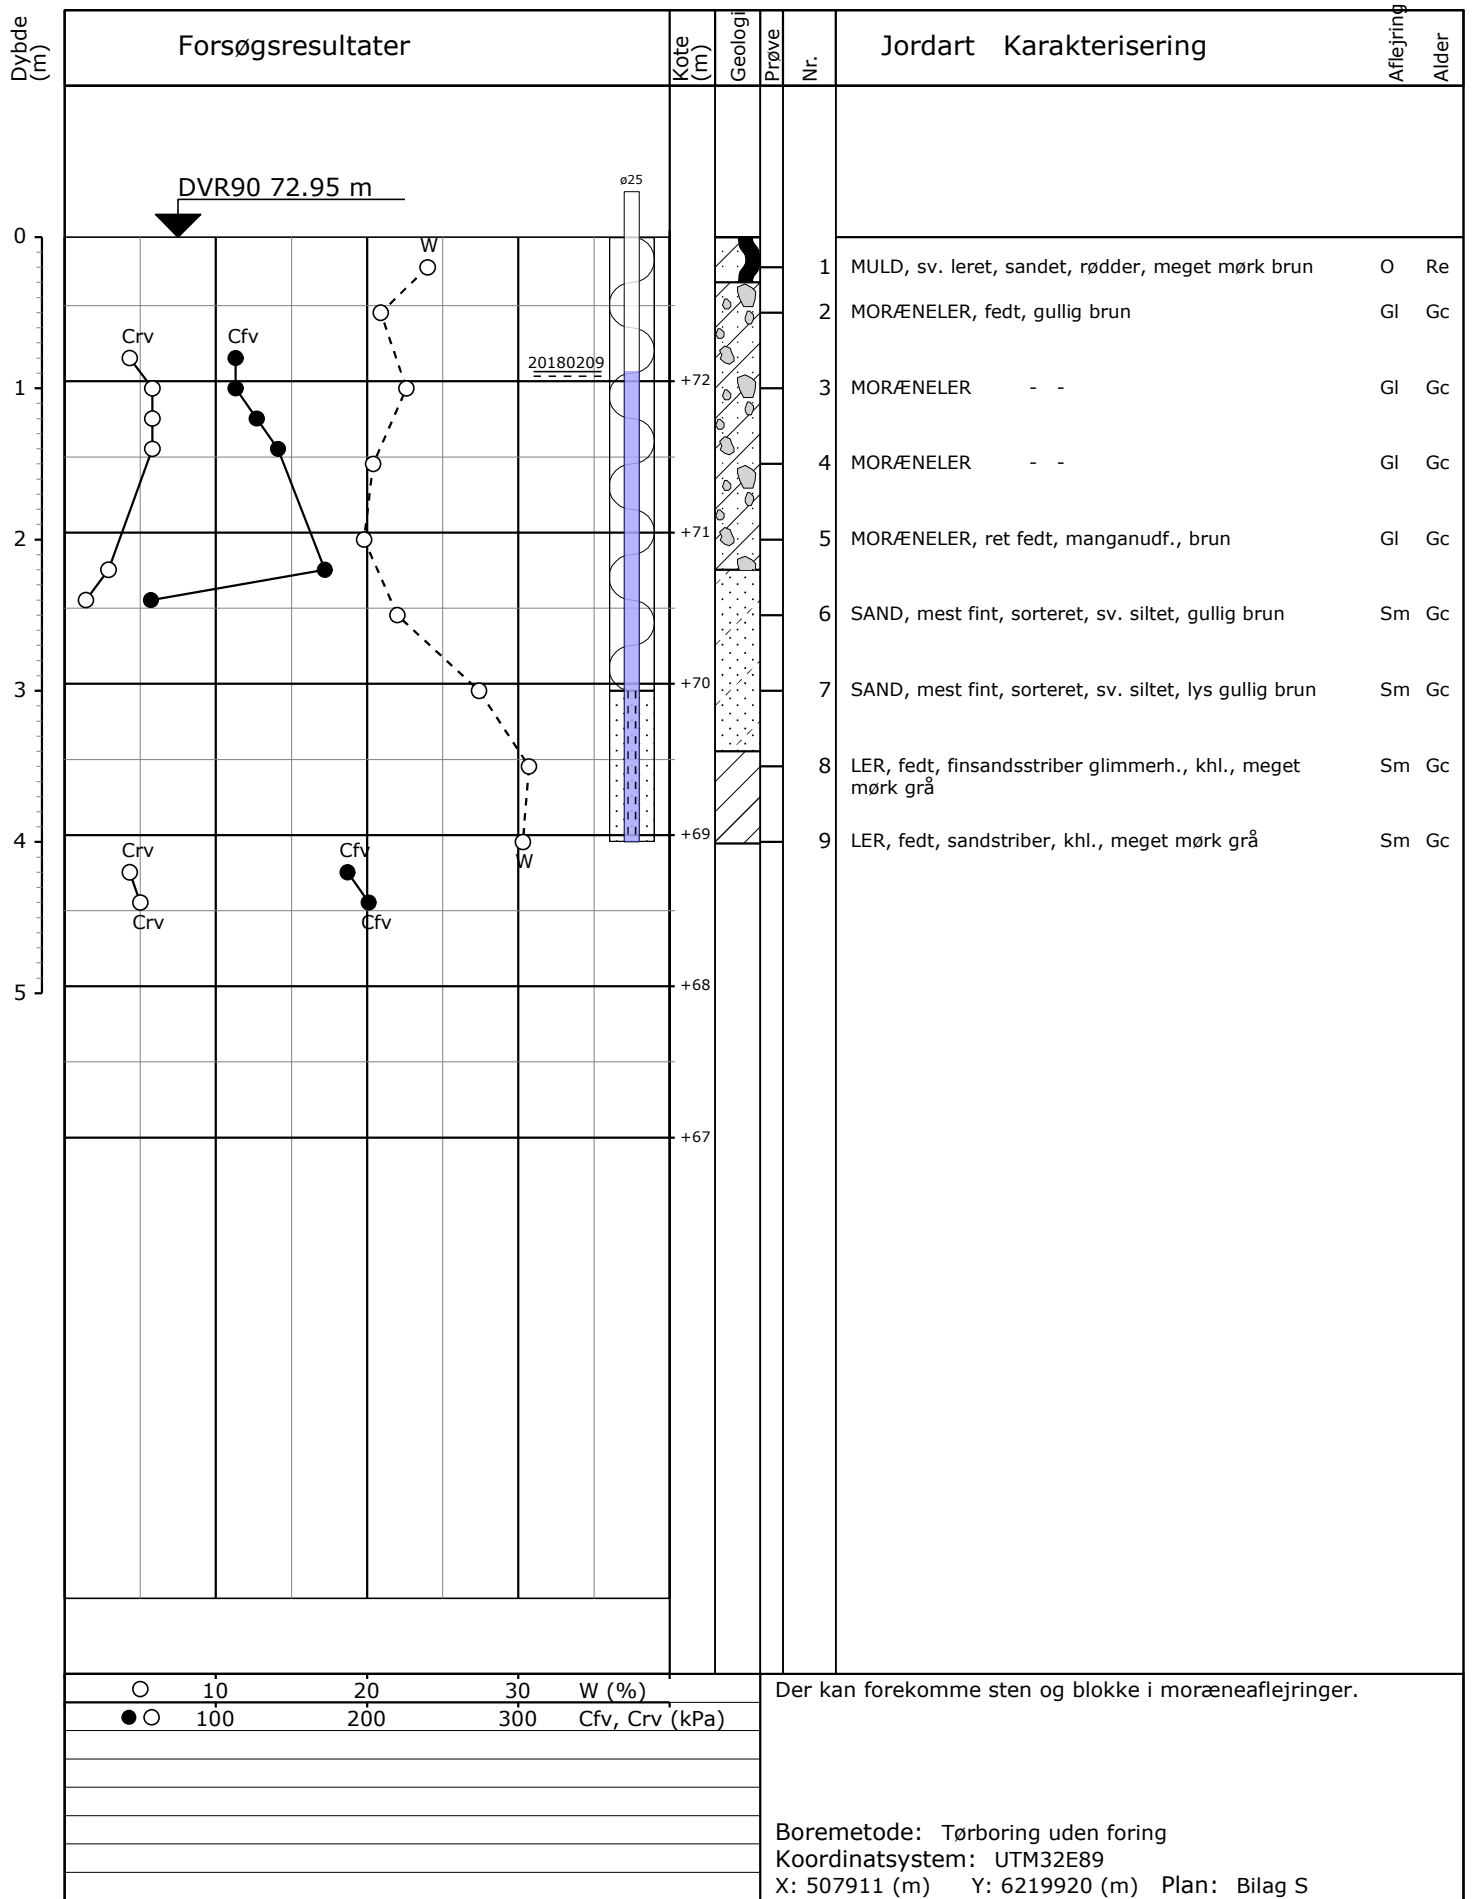 Dybde (m)
Forsøgsresultater
Kote (m)
Geologi
Prøve
Nr.
Jordart Karakterisering
Aflejring
Alder
DVR90 72.95 m
ø25
0
W
1 MULD, sv. leret, sandet, rødder, meget mørk brun O Re
2 MORÆNELER, fedt, gullig brun Gl Gc
Crv Cfv
20180209
1
+72
3 MORÆNELER - - Gl Gc
4 MORÆNELER - - Gl Gc
2
+71
5 MORÆNELER, ret fedt, manganudf., brun Gl Gc
6 SAND, mest fint, sorteret, sv. siltet, gullig brun Sm Gc
3
+70
7 SAND, mest fint, sorteret, sv. siltet, lys gullig brun Sm Gc
8 LER, fedt, finsandsstriber glimmerh., khl., meget Sm Gc
mørk grå
4
+69
9 LER, fedt, sandstriber, khl., meget mørk grå Sm Gc
Crv Cfv W
Crv Cfv
5
+68
+67
10 20 30 W (%)
100 200 300 Cfv, Crv (kPa)
Der kan forekomme sten og blokke i moræneaflejringer.
Boremetode: Tørboring uden foring
Koordinatsystem: UTM32E89
X: 507911 (m) Y: 6219920 (m) Plan: Bilag S